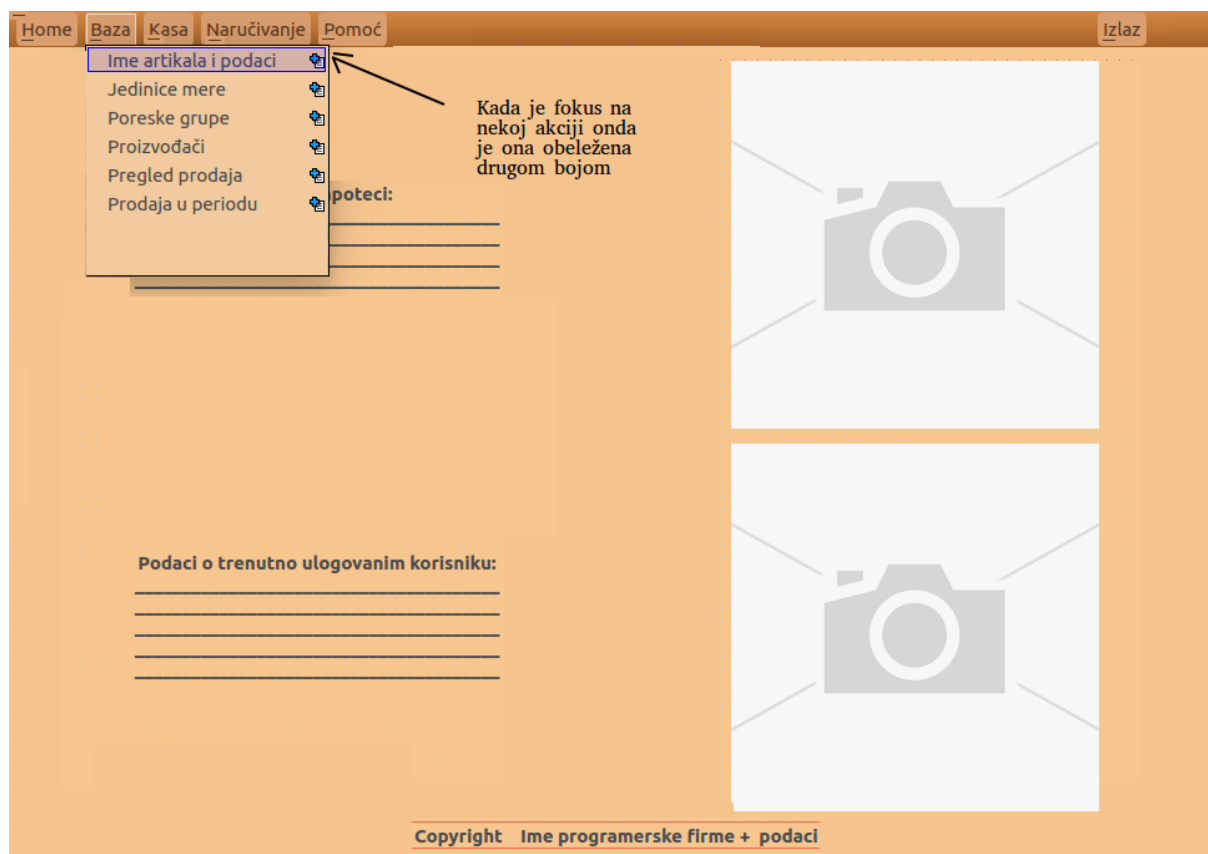 Home Baza Kasa Naručivanje Pomoć Izlaz
Ime artikala i podaci
Jedinice mere
Poreske grupe
Proizvođači
Pregled prodaja
Prodaja u periodu
Kada je fokus na
nekoj akciji onda
je ona obeležena
drugom bojom
poteci:
Podaci o trenutno ulogovanim korisniku:
Copyright Ime programerske firme + podaci